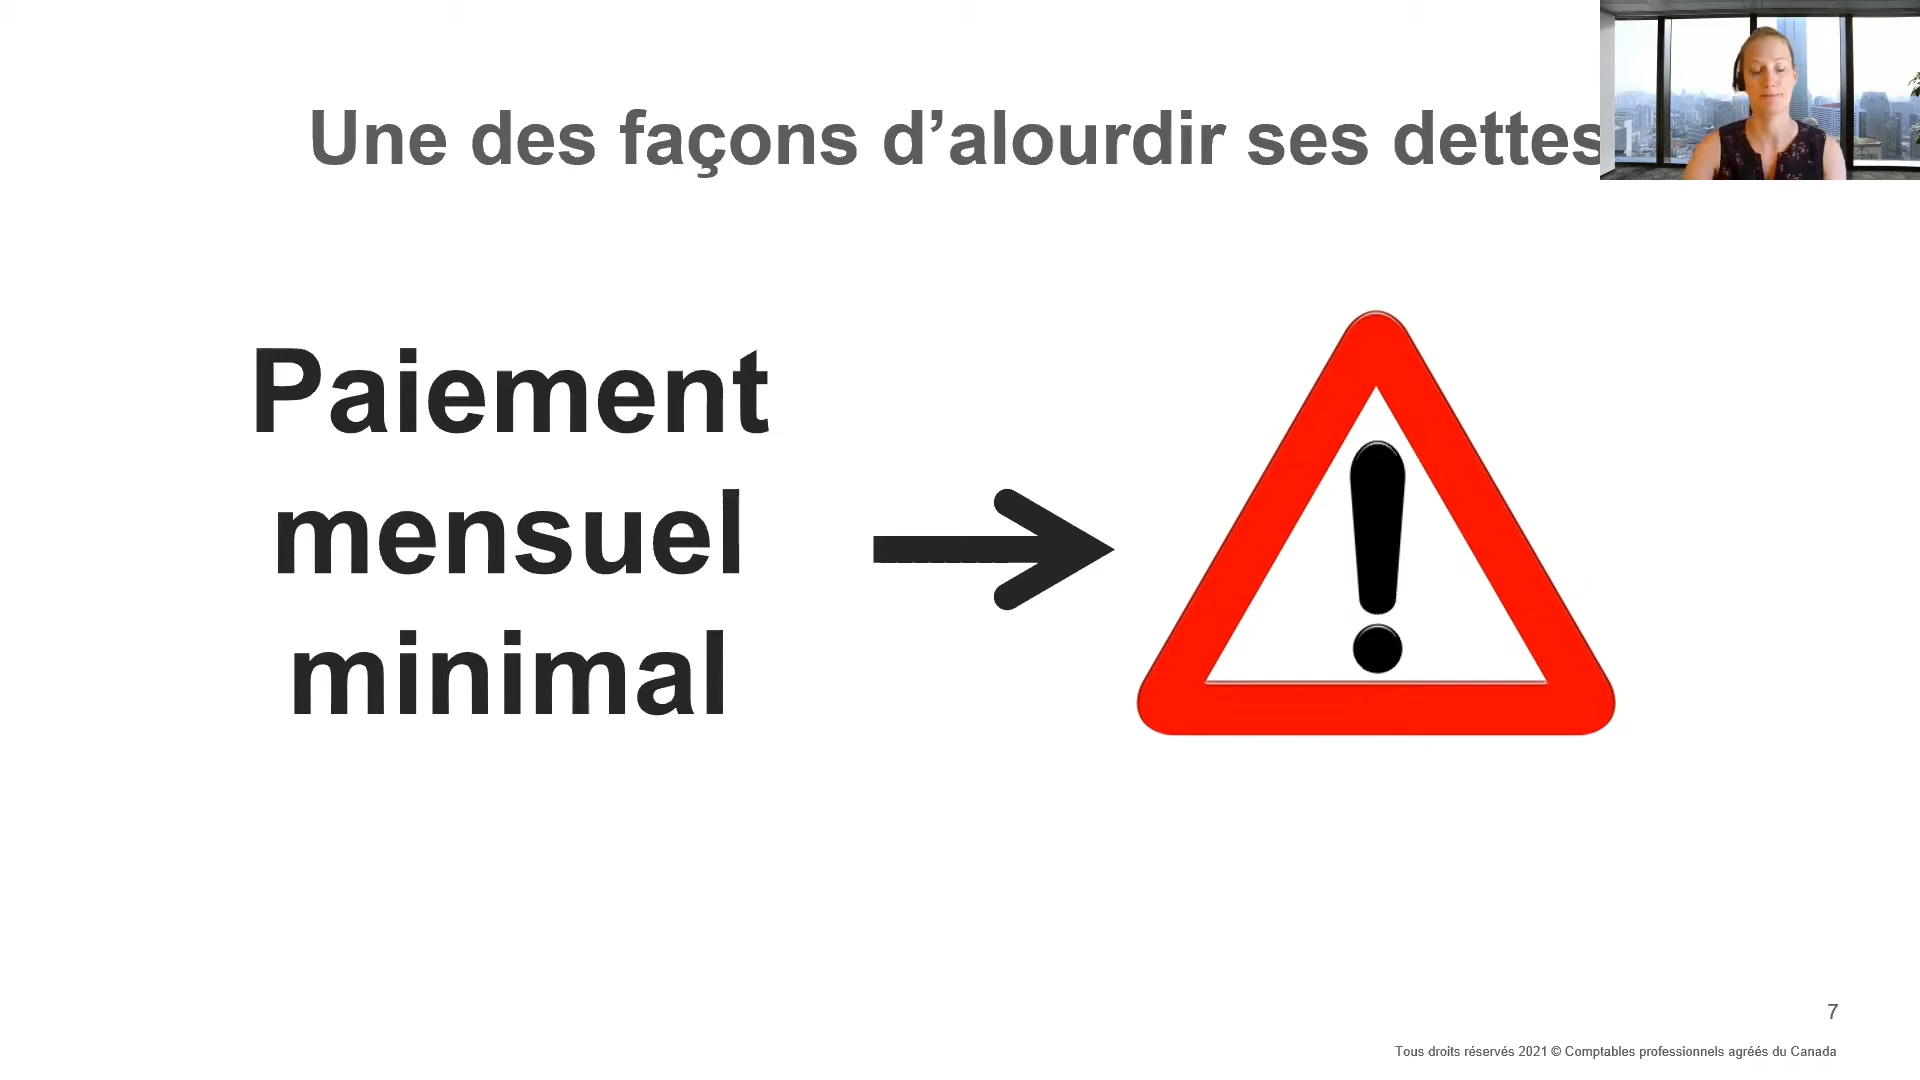 Une des façons d’alourdir ses dettes
Paiement
mensuel
minimal
7
Tous droits réservés 2021 © Comptables professionnels agréés du Canada